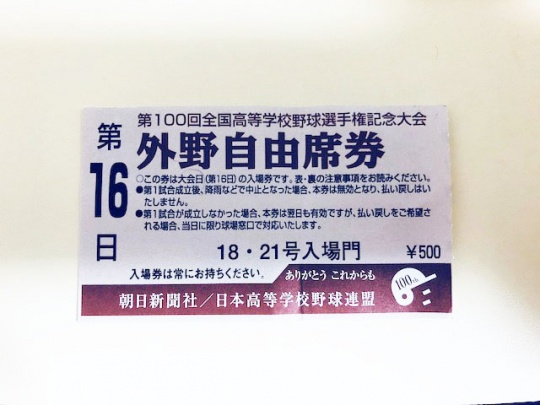 第100回全国高等学校野球選手権記念大会
第
16
日
外野自由席券
○この券は大会日(第16日)の入場券です。表・裏の注意事項をお読みください。
●第1試合成立後、降雨などで中止となった場合、本券は無効となり、払い戻しはい
たしません。
●第1試合が成立しなかった場合、本券は翌日も有効ですが、払い戻しをご希望さ
れる場合、当日に限り球場窓口で対応いたします。
18・21号入場門 ¥500
入場券は常にお持ちください。 ありがとう これからも
朝日新聞社/日本高等学校野球連盟
100th